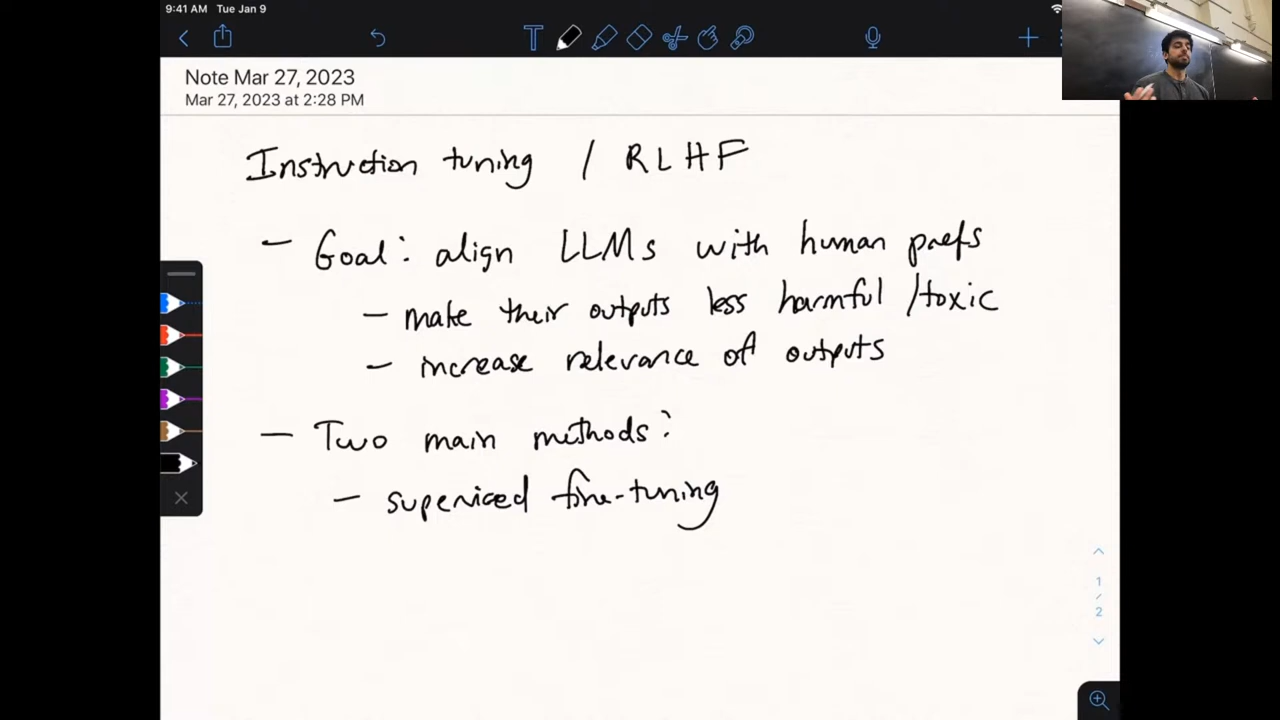 9:41 AM Tue Jan 9
Note Mar 27, 2023
Mar 27, 2023 at 2:28 PM
Instruction tuning / RLHF
- Goal: align LLMs with human prefs
- make their outputs less harmful /toxic
- increase relevance of outputs
- Two main methods:
- supervised fine-tuning
1
/
2